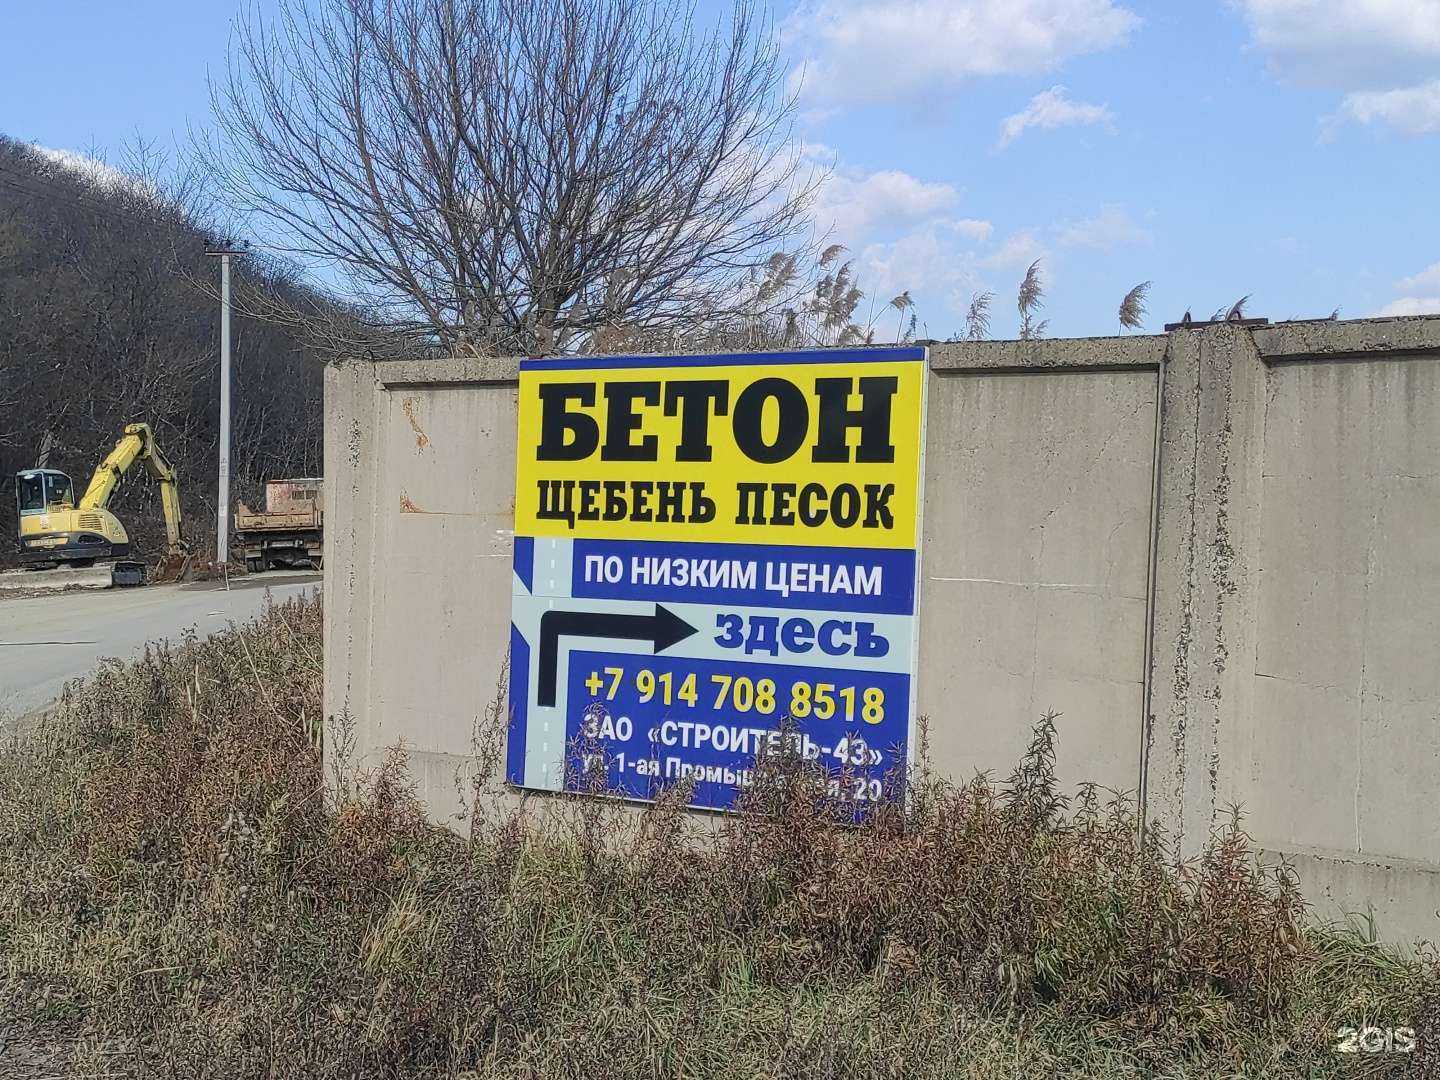 БЕТОН
ЩЕБЕНЬ ПЕСОК
ПО НИЗКИМ ЦЕНАМ
здесь
+7 914 708 8518
ЗАО «СТРОИТЕЛЬ-43»
ул. 1-ая 20
2GIS